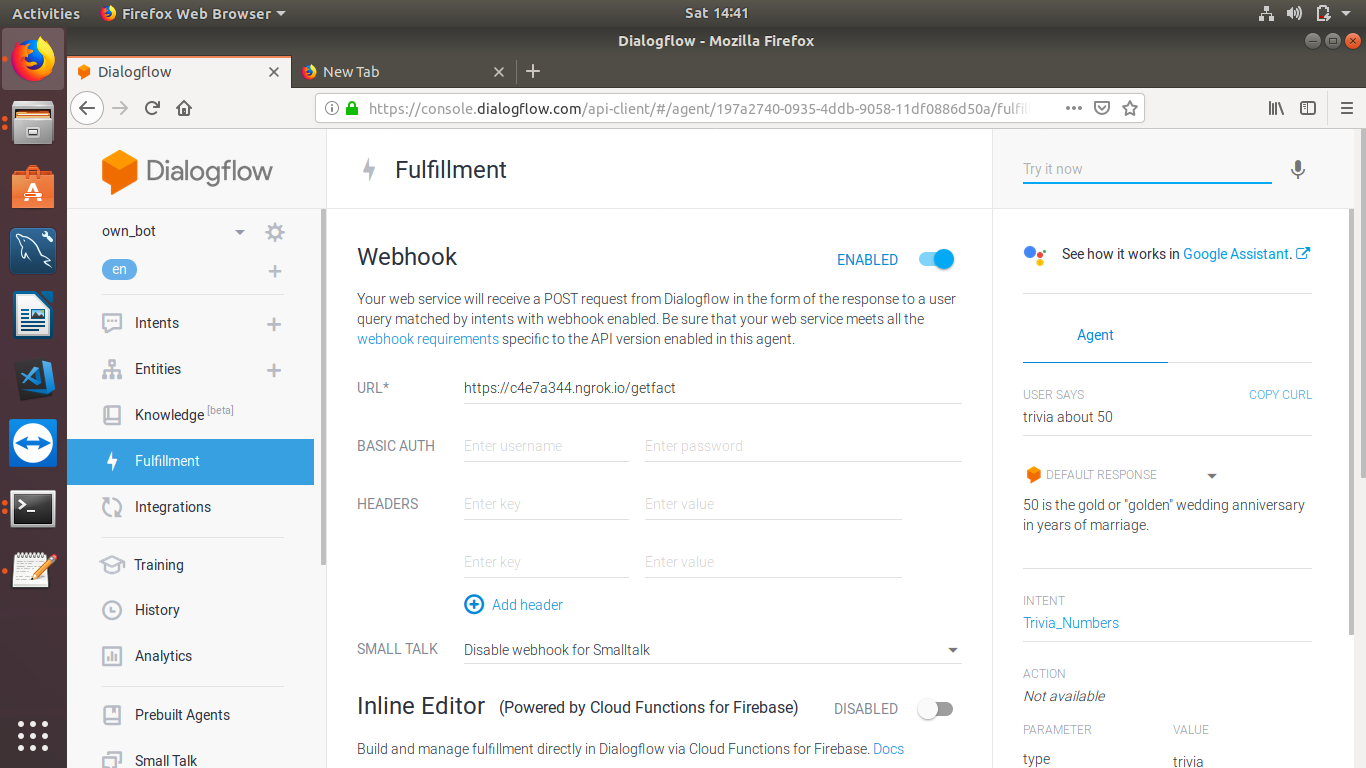 Activities
Firefox Web Browser
Sat 14:41
Dialogflow - Mozilla Firefox
Dialogflow
New Tab
https://console.dialogflow.com/api-client/#/agent/197a2740-0935-4ddb-9058-11df0886d50a/fulfil
Dialogflow
own_bot
en
Intents
Entities
Knowledge [beta]
Fulfillment
Integrations
Training
History
Analytics
Prebuilt Agents
Small Talk
Fulfillment
Webhook
ENABLED
Your web service will receive a POST request from Dialogflow in the form of the response to a user
query matched by intents with webhook enabled. Be sure that your web service meets all the
webhook requirements specific to the API version enabled in this agent.
URL*
https://c4e7a344.ngrok.io/getfact
BASIC AUTH
Enter username
Enter password
HEADERS
Enter key
Enter value
Enter key
Enter value
Add header
SMALL TALK
Disable webhook for Smalltalk
Inline Editor (Powered by Cloud Functions for Firebase)
DISABLED
Build and manage fulfillment directly in Dialogflow via Cloud Functions for Firebase. Docs
Try it now
See how it works in Google Assistant.
Agent
USER SAYS
COPY CURL
trivia about 50
DEFAULT RESPONSE
50 is the gold or "golden" wedding anniversary
in years of marriage.
INTENT
Trivia_Numbers
ACTION
Not available
PARAMETER
VALUE
type
trivia